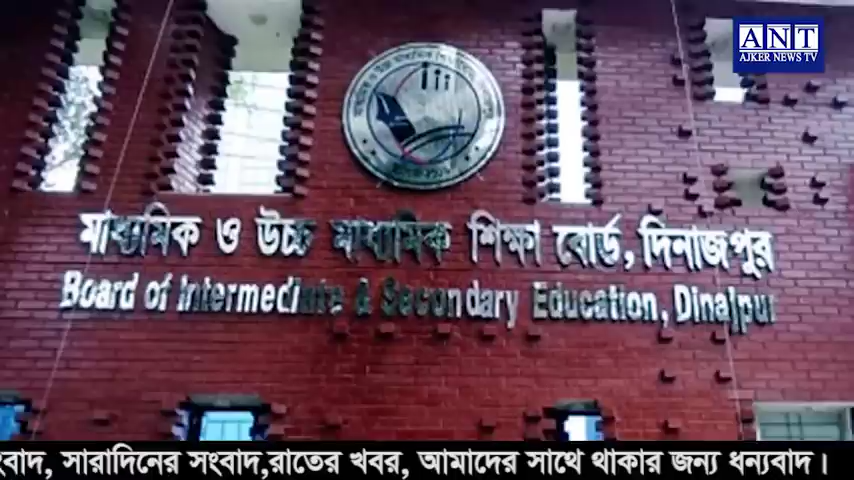 ANT
AJKER NEWS TV
মাধ্যমিক ও উচ্চ মাধ্যমিক শিক্ষা বোর্ড, দিনাজপুর
Board of Intermediate & Secondary Education, Dinajpur
সারাদিনের সংবাদ,রাতের খবর, আমাদের সাথে থাকার জন্য ধন্যবাদ।